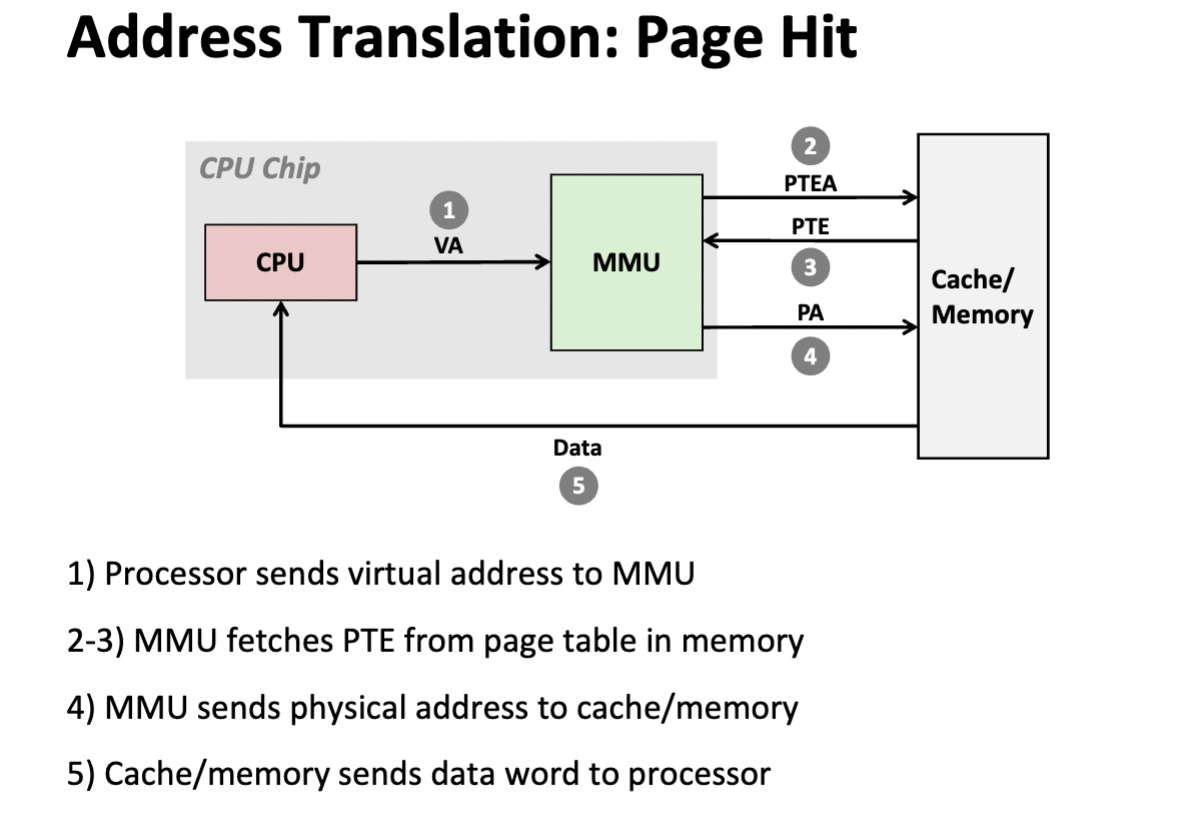 Address Translation: Page Hit
CPU Chip
2
PTEA
1
VA
PTE
CPU
MMU
3
Cache/
Memory
PA
4
Data
5
1) Processor sends virtual address to MMU
2-3) MMU fetches PTE from page table in memory
4) MMU sends physical address to cache/memory
5) Cache/memory sends data word to processor